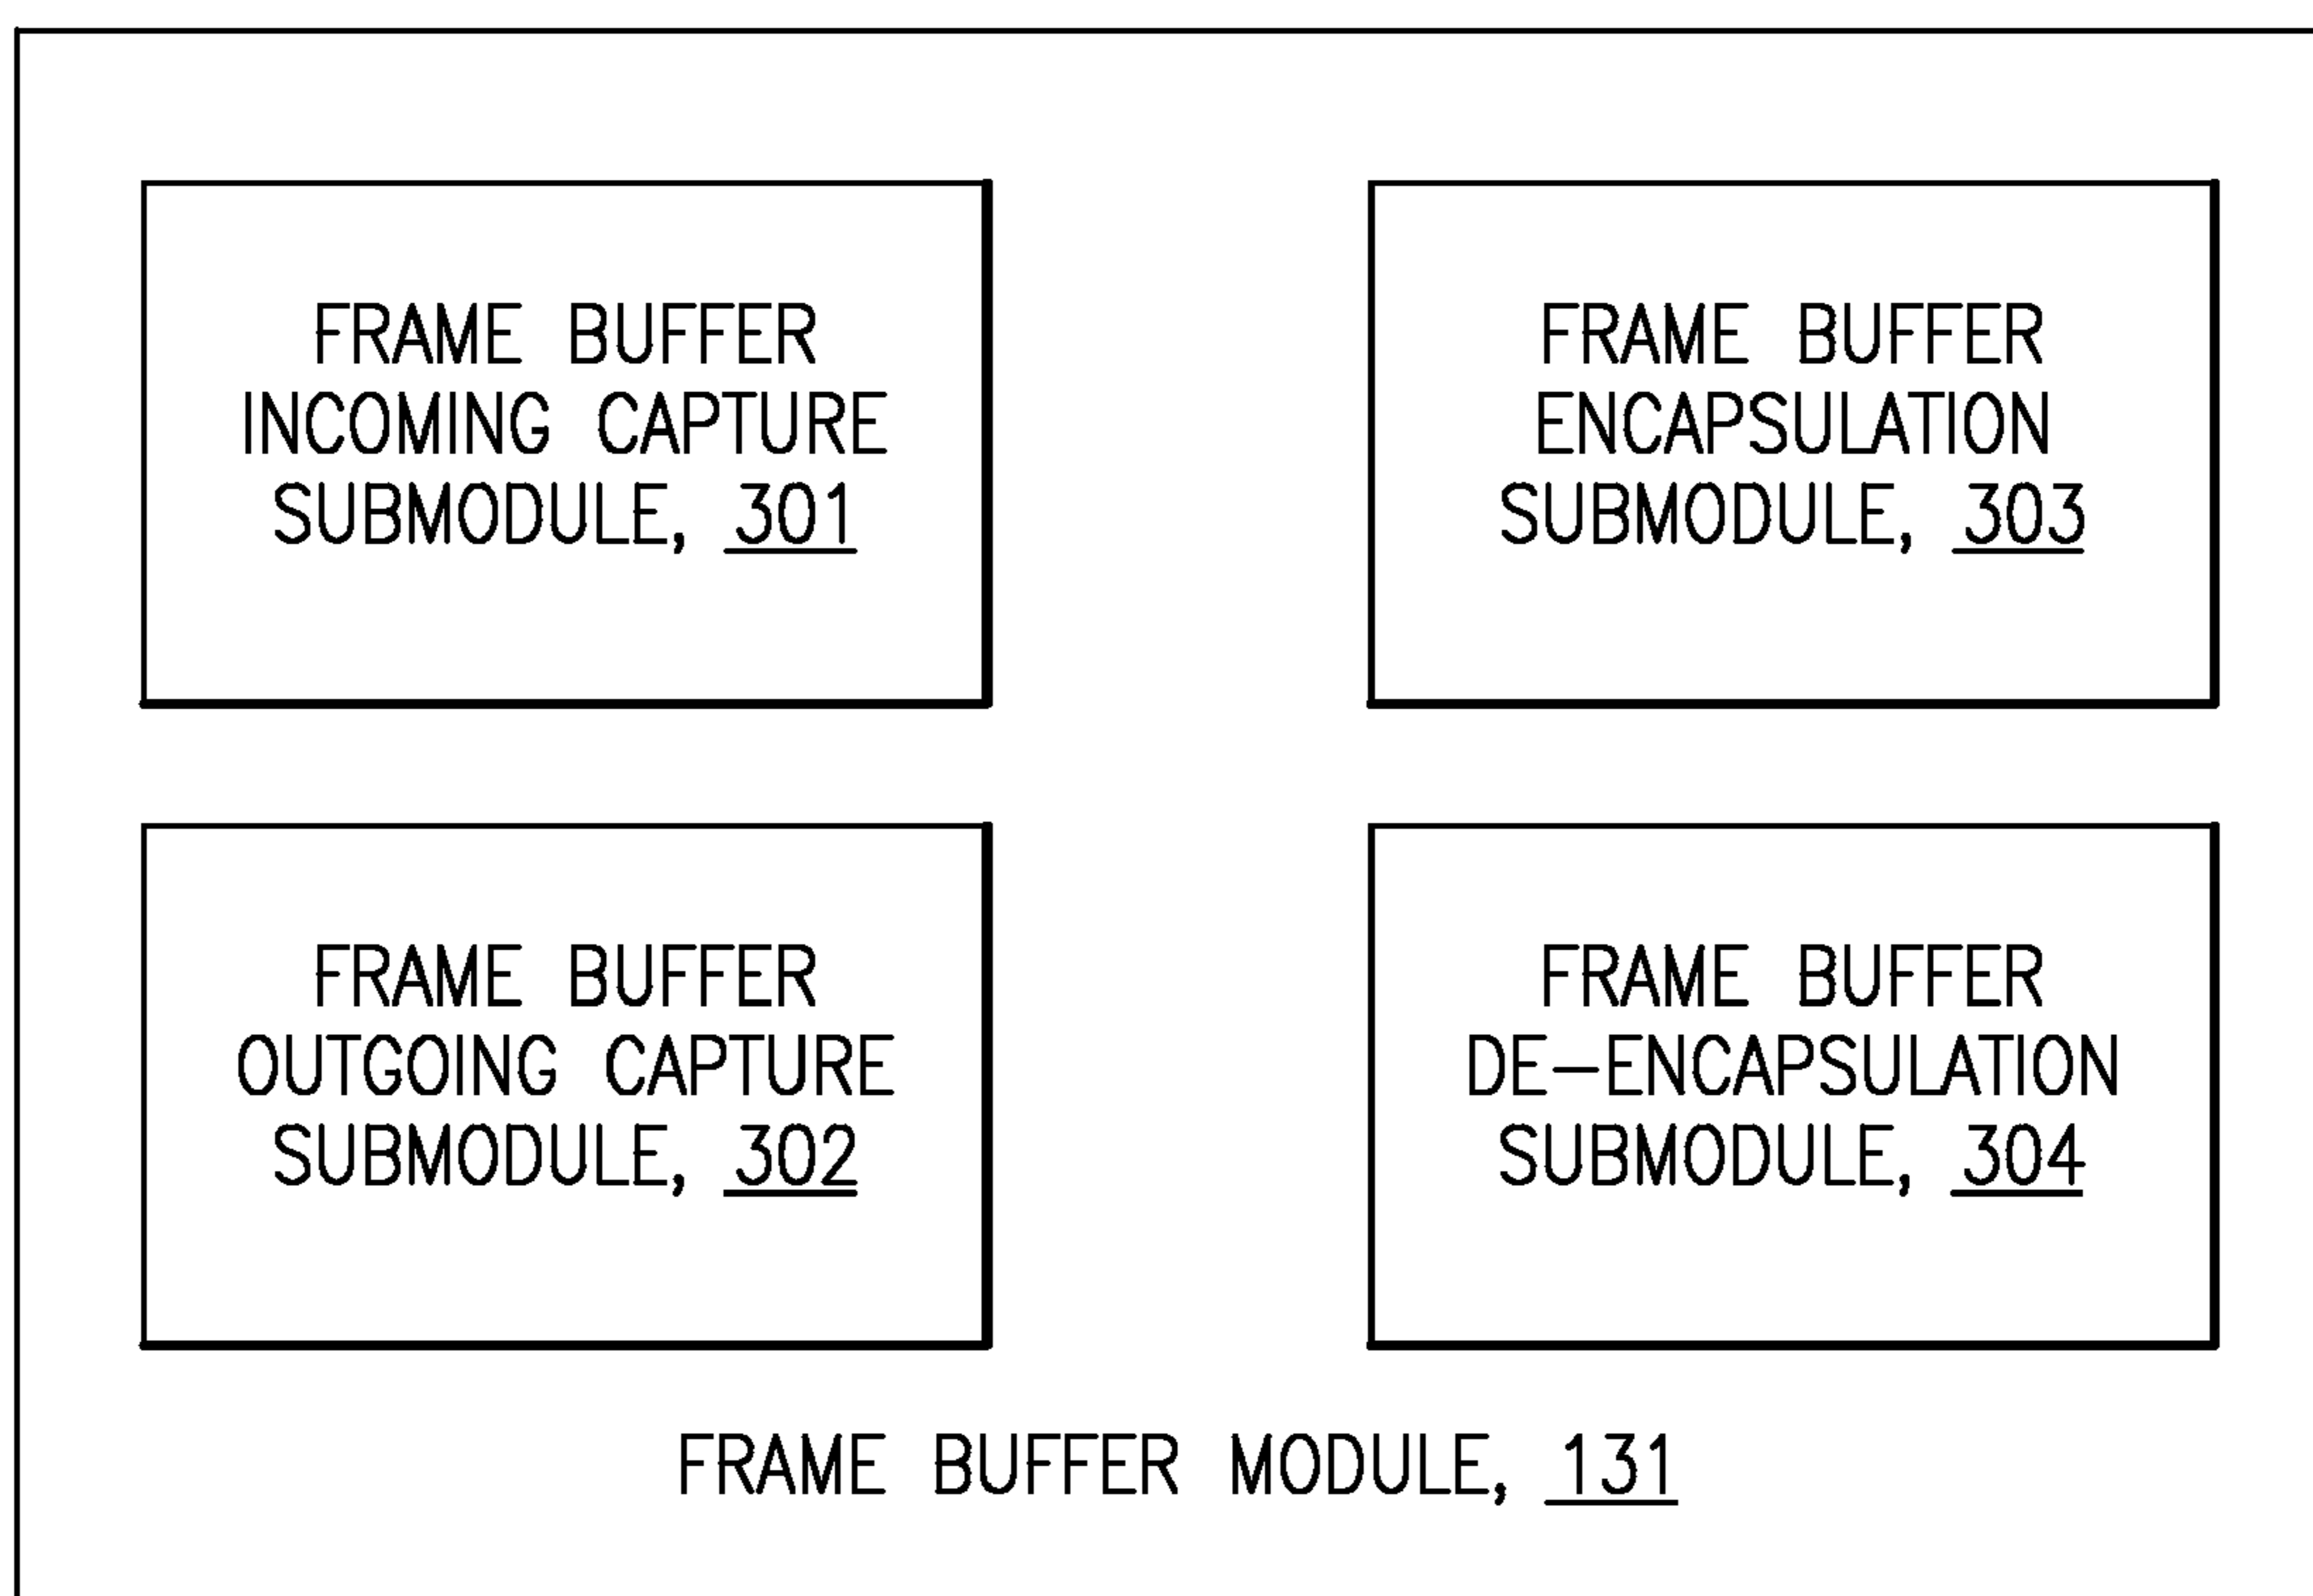 FRAME BUFFER
INCOMING CAPTURE
SUBMODULE, 301
FRAME BUFFER
ENCAPSULATION
SUBMODULE, 303
FRAME BUFFER
OUTGOING CAPTURE
SUBMODULE, 302
FRAME BUFFER
DE-ENCAPSULATION
SUBMODULE, 304
FRAME BUFFER MODULE, 131